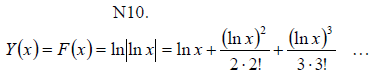 N10.
Y(x) = F(x) = ln|ln x| = ln x + (ln x)^2 / (2 · 2!) + (ln x)^3 / (3 · 3!) ...